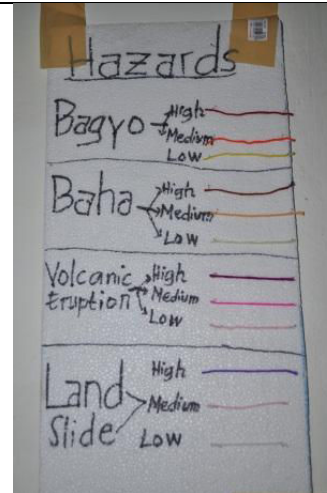 Hazards
Bagyo High
Medium
Low
Baha High
Medium
Low
Volcanic High
Eruption Medium
Low
Land High
Slide Medium
Low